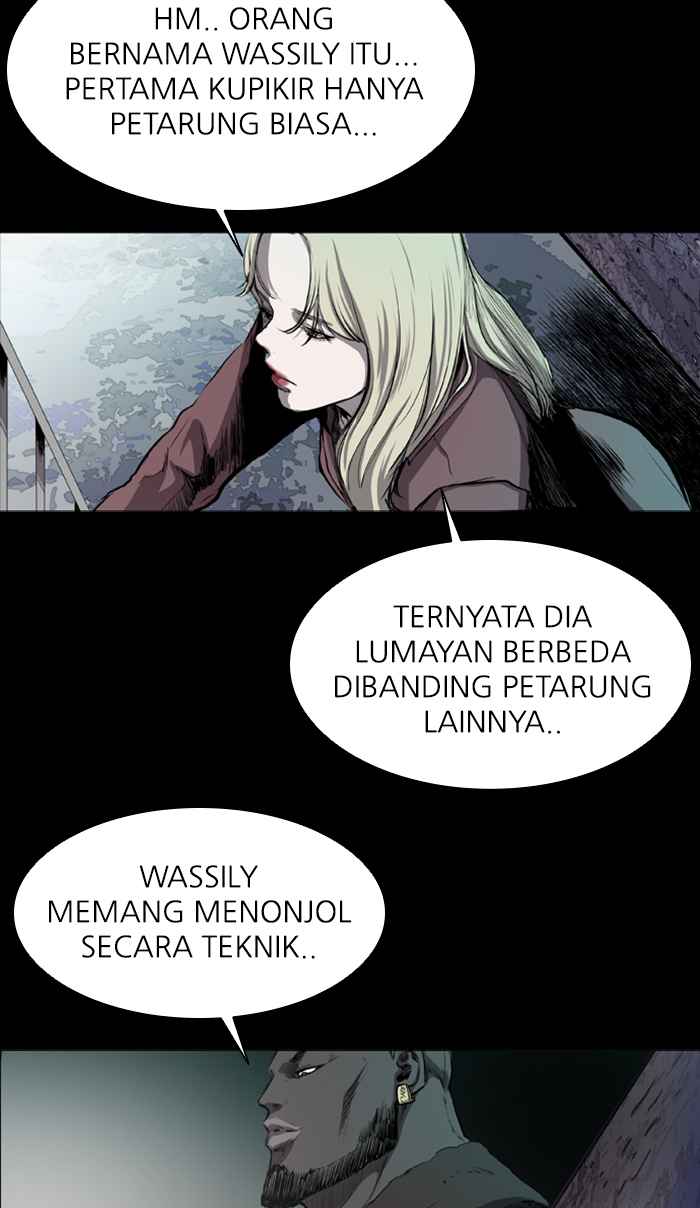 HM.. ORANG
BERNAMA WASSILY ITU...
PERTAMA KUPIKIR HANYA
PETARUNG BIASA...
TERNYATA DIA
LUMAYAN BERBEDA
DIBANDING PETARUNG
LAINNYA..
WASSILY
MEMANG MENONJOL
SECARA TEKNIK..